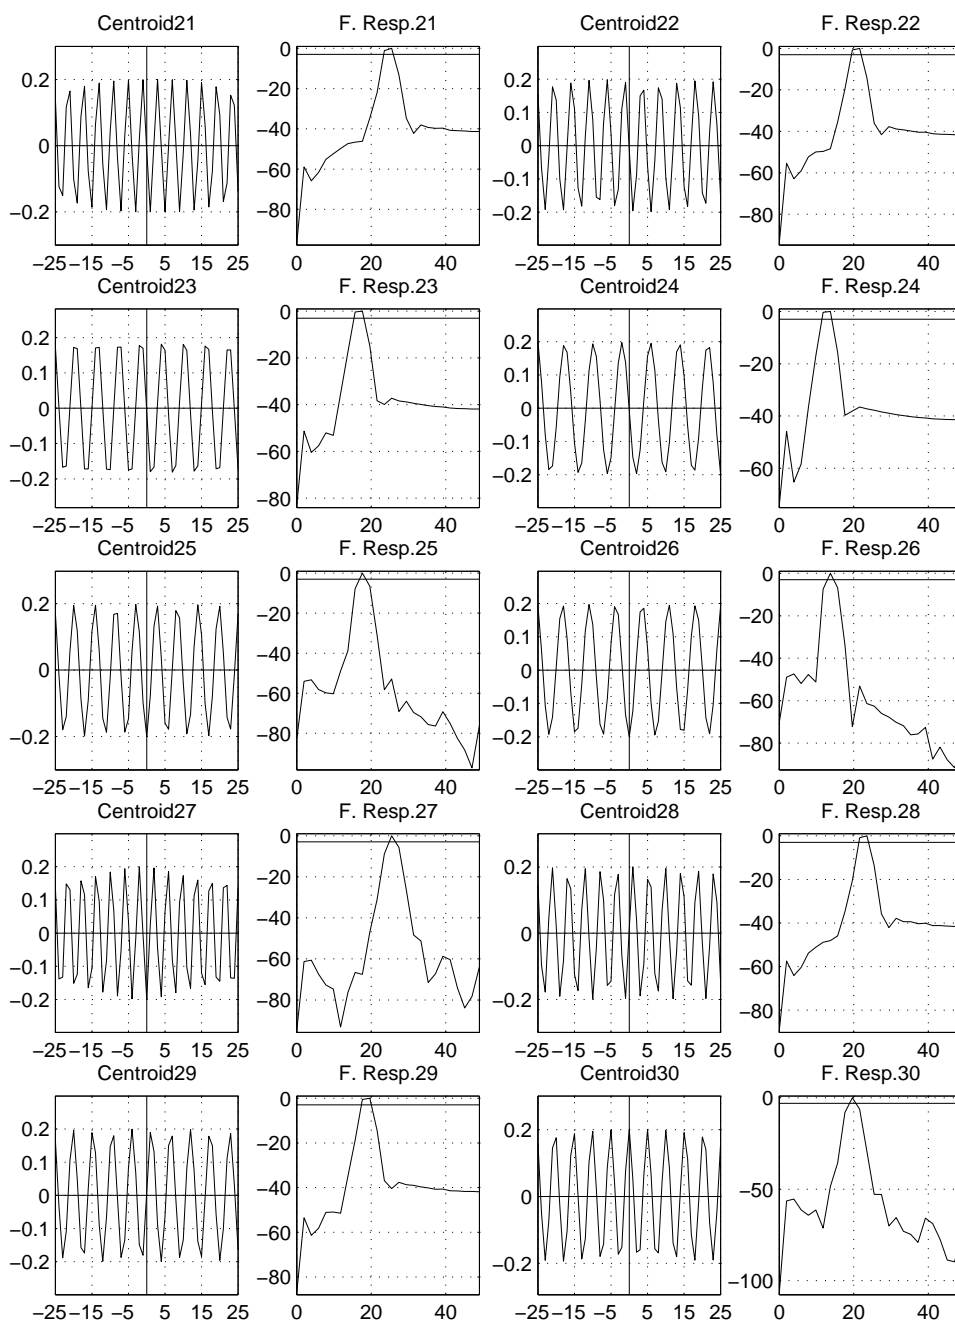 Centroid21 F. Resp.21 Centroid22 F. Resp.22
0.2 0 −0.2 0 −20 −40 −60 −80 0.2 0.1 0 −0.1 −0.2 0 −20 −40 −60 −80
−25 −15 −5 5 15 25 0 20 40 −25 −15 −5 5 15 25 0 20 40
Centroid23 F. Resp.23 Centroid24 F. Resp.24
0.2 0.1 0 −0.1 −0.2 0 −20 −40 −60 −80 0.2 0.1 0 −0.1 −0.2 0 −20 −40 −60
−25 −15 −5 5 15 25 0 20 40 −25 −15 −5 5 15 25 0 20 40
Centroid25 F. Resp.25 Centroid26 F. Resp.26
0.2 0 −0.2 0 −20 −40 −60 −80 0.2 0.1 0 −0.1 −0.2 0 −20 −40 −60 −80
−25 −15 −5 5 15 25 0 20 40 −25 −15 −5 5 15 25 0 20 40
Centroid27 F. Resp.27 Centroid28 F. Resp.28
0.2 0.1 0 −0.1 −0.2 0 −20 −40 −60 −80 0.2 0.1 0 −0.1 −0.2 0 −20 −40 −60 −80
−25 −15 −5 5 15 25 0 20 40 −25 −15 −5 5 15 25 0 20 40
Centroid29 F. Resp.29 Centroid30 F. Resp.30
0.2 0.1 0 −0.1 −0.2 0 −20 −40 −60 −80 0.2 0.1 0 −0.1 −0.2 0 −50 −100
−25 −15 −5 5 15 25 0 20 40 −25 −15 −5 5 15 25 0 20 40